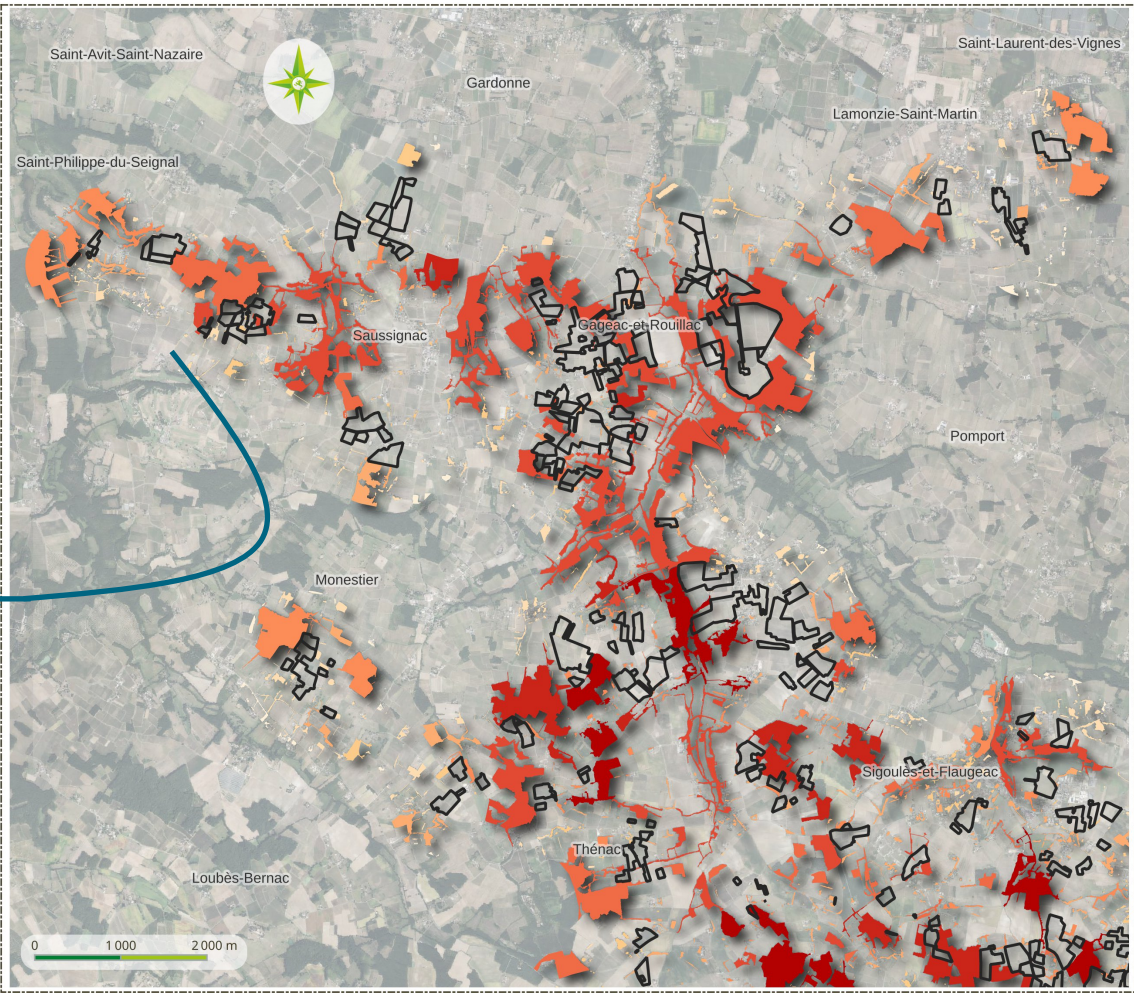 Saint-Laurent-des-Vignes
Saint-Avit-Saint-Nazaire
Gardonne
Lamonzie-Saint-Martin
Saint-Philippe-du-Seignal
Gageac-et-Rouillac
Saussignac
Pomport
Monestier
Sigoulès-et-Flaugeac
Thénac
Loubès-Bernac
0 1 000 2 000 m